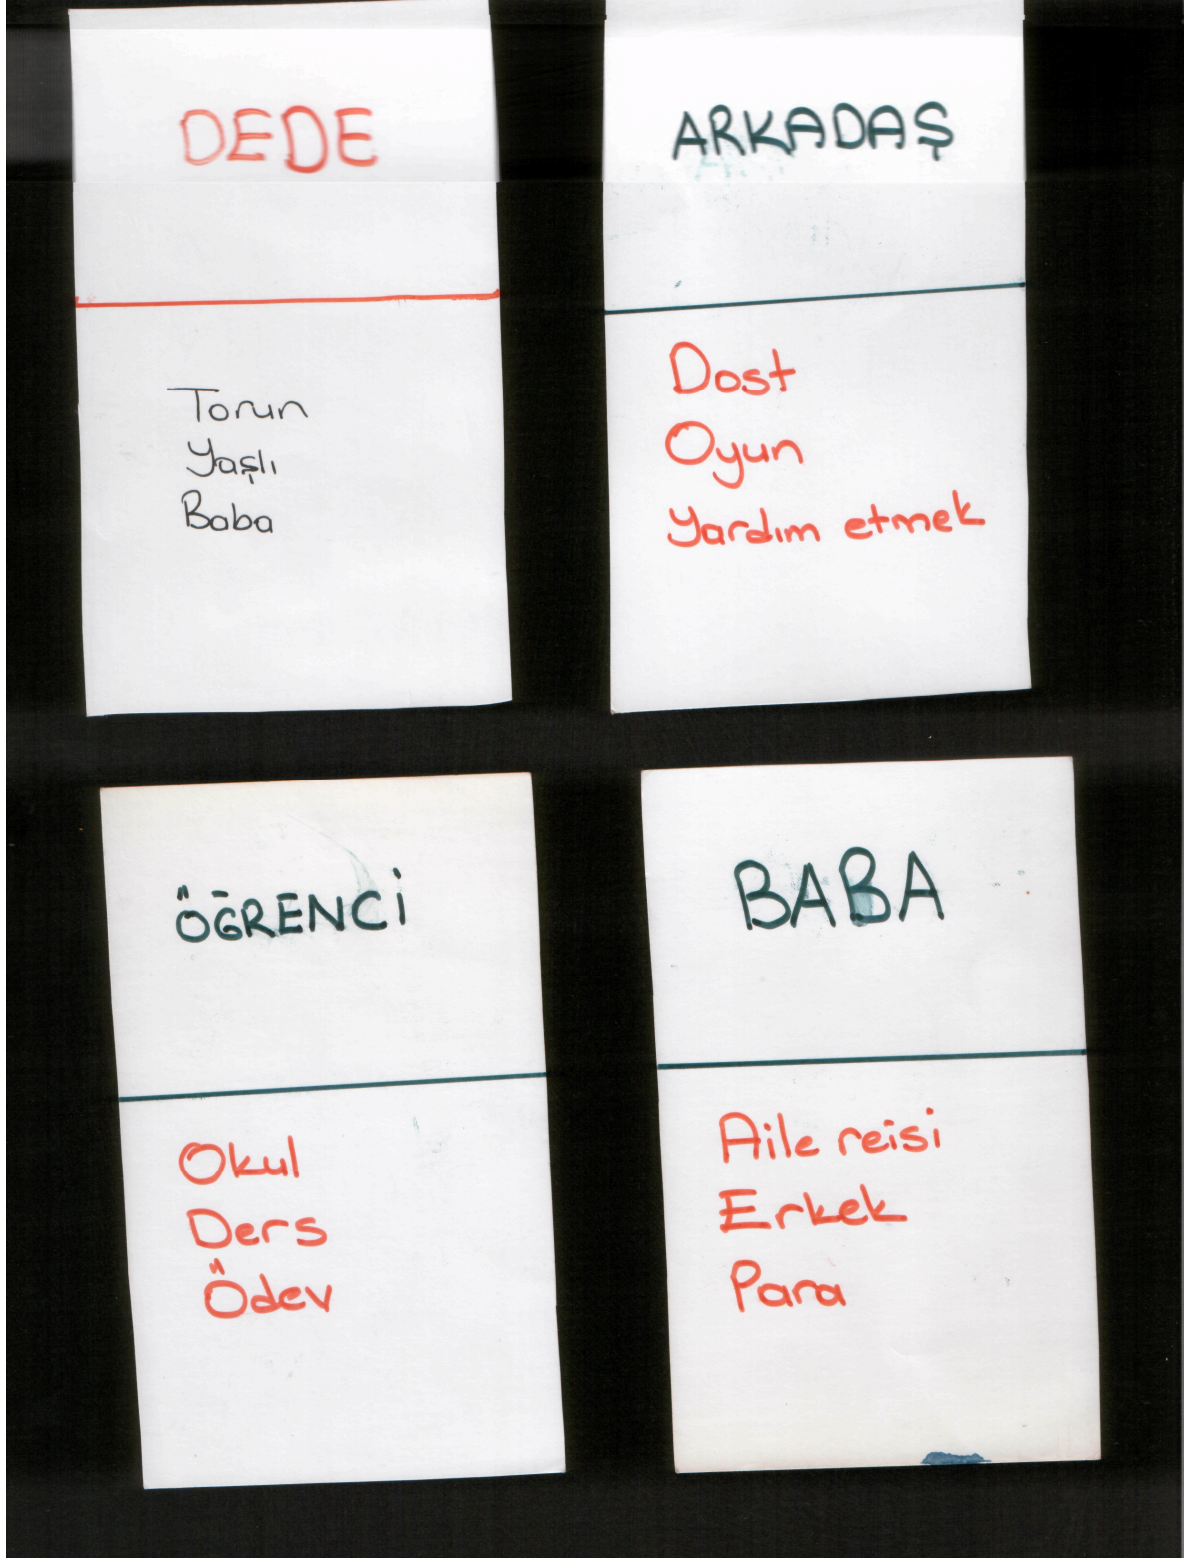 DEDE
Torun
Yaşlı
Baba
ARKADAŞ
Dost
Oyun
Yardım etmek
ÖĞRENCİ
Okul
Ders
Ödev
BABA
Aile reisi
Erkek
Para